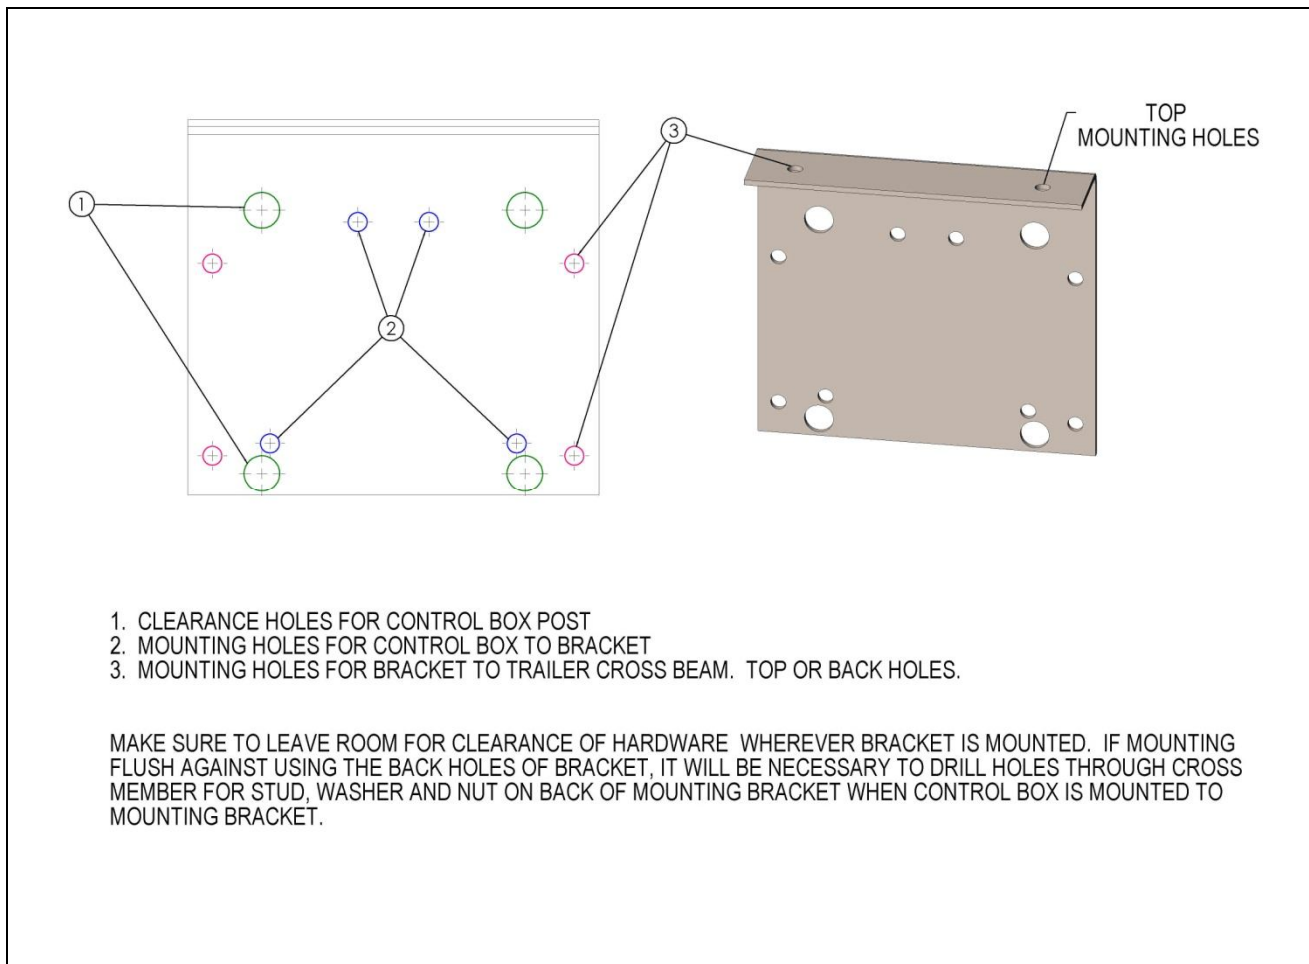 TOP
MOUNTING HOLES
3
1
2
1. CLEARANCE HOLES FOR CONTROL BOX POST
2. MOUNTING HOLES FOR CONTROL BOX TO BRACKET
3. MOUNTING HOLES FOR BRACKET TO TRAILER CROSS BEAM. TOP OR BACK HOLES.
MAKE SURE TO LEAVE ROOM FOR CLEARANCE OF HARDWARE WHEREVER BRACKET IS MOUNTED. IF MOUNTING
FLUSH AGAINST USING THE BACK HOLES OF BRACKET, IT WILL BE NECESSARY TO DRILL HOLES THROUGH CROSS
MEMBER FOR STUD, WASHER AND NUT ON BACK OF MOUNTING BRACKET WHEN CONTROL BOX IS MOUNTED TO
MOUNTING BRACKET.